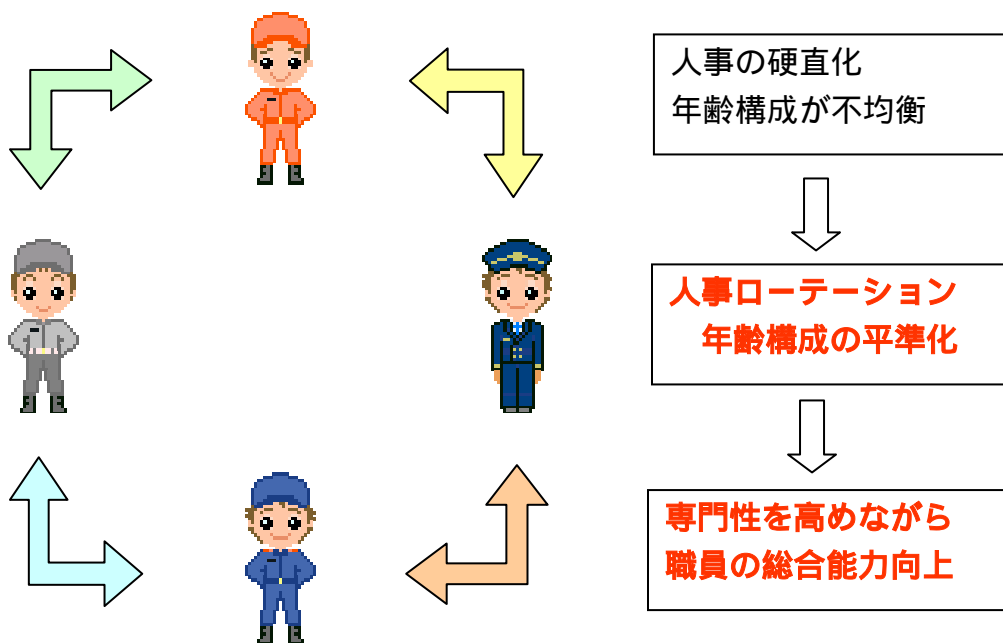 人事の硬直化
年齢構成が不均衡
人事ローテーション
年齢構成の平準化
専門性を高めながら
職員の総合能力向上